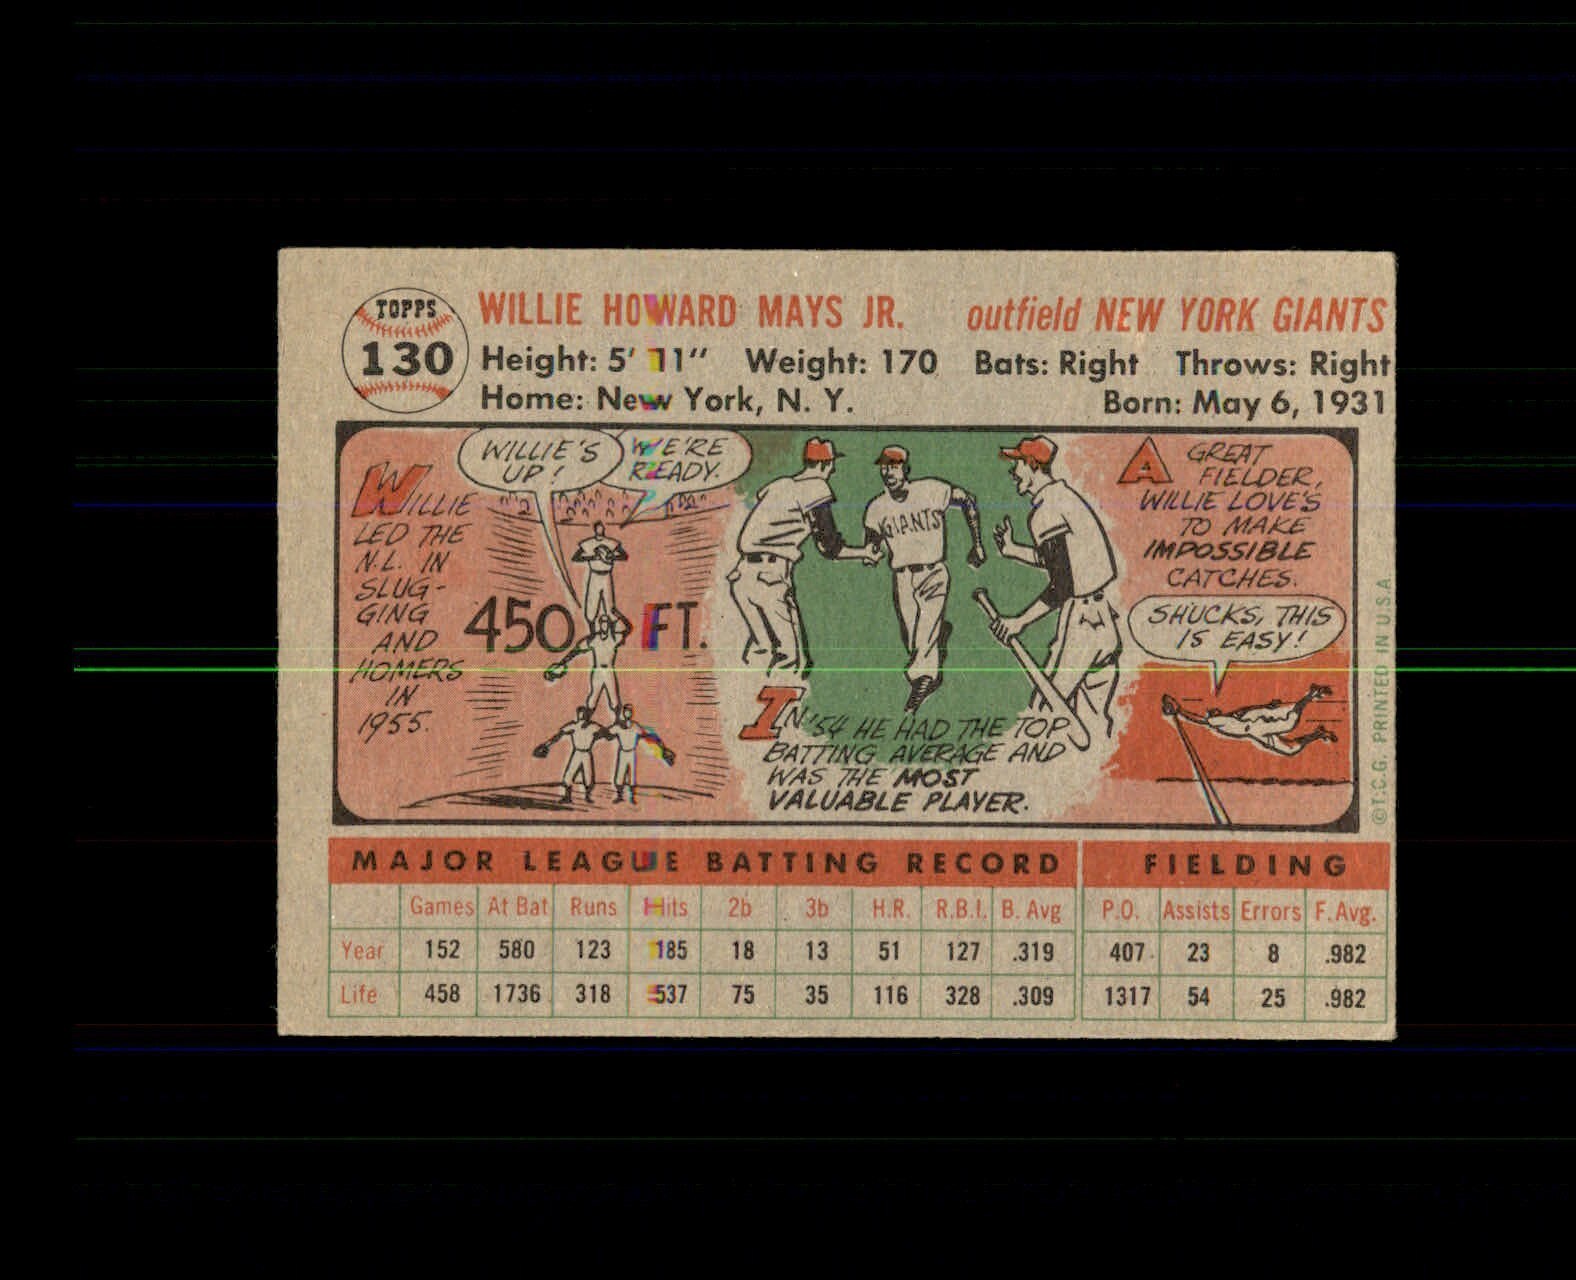 TOPPS
130
WILLIE HOWARD MAYS JR. outfield NEW YORK GIANTS
Height: 5' 11" Weight: 170 Bats: Right Throws: Right
Home: New York, N. Y. Born: May 6, 1931
WILLIE
LED THE
N.L. IN
SLUG-
GING
AND
HOMERS
IN
1955.
WILLIE'S
UP!
WE'RE
READY.
450 FT.
GIANTS
IN '54 HE HAD THE TOP
BATTING AVERAGE AND
WAS THE MOST
VALUABLE PLAYER.
A GREAT
FIELDER,
WILLIE LOVE'S
TO MAKE
IMPOSSIBLE
CATCHES.
SHUCKS, THIS
IS EASY!
© T.C.G. PRINTED IN U.S.A.
MAJOR LEAGUE BATTING RECORD FIELDING
Games At Bat Runs Hits 2b 3b H.R. R.B.I. B. Avg P.O. Assists Errors F. Avg.
Year 152 580 123 185 18 13 51 127 .319 407 23 8 .982
Life 458 1736 318 537 75 35 116 328 .309 1317 54 25 .982